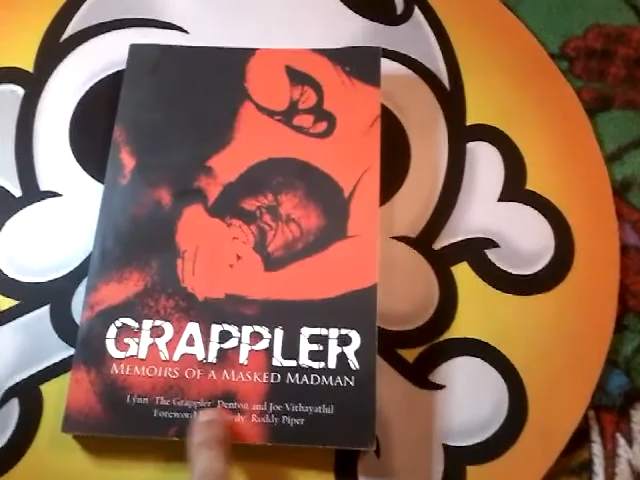 GRAPPLER
MEMOIRS OF A MASKED MADMAN
Lynn 'The Grappler' Denton and Joe Vithayathil
Foreword Roddy Piper